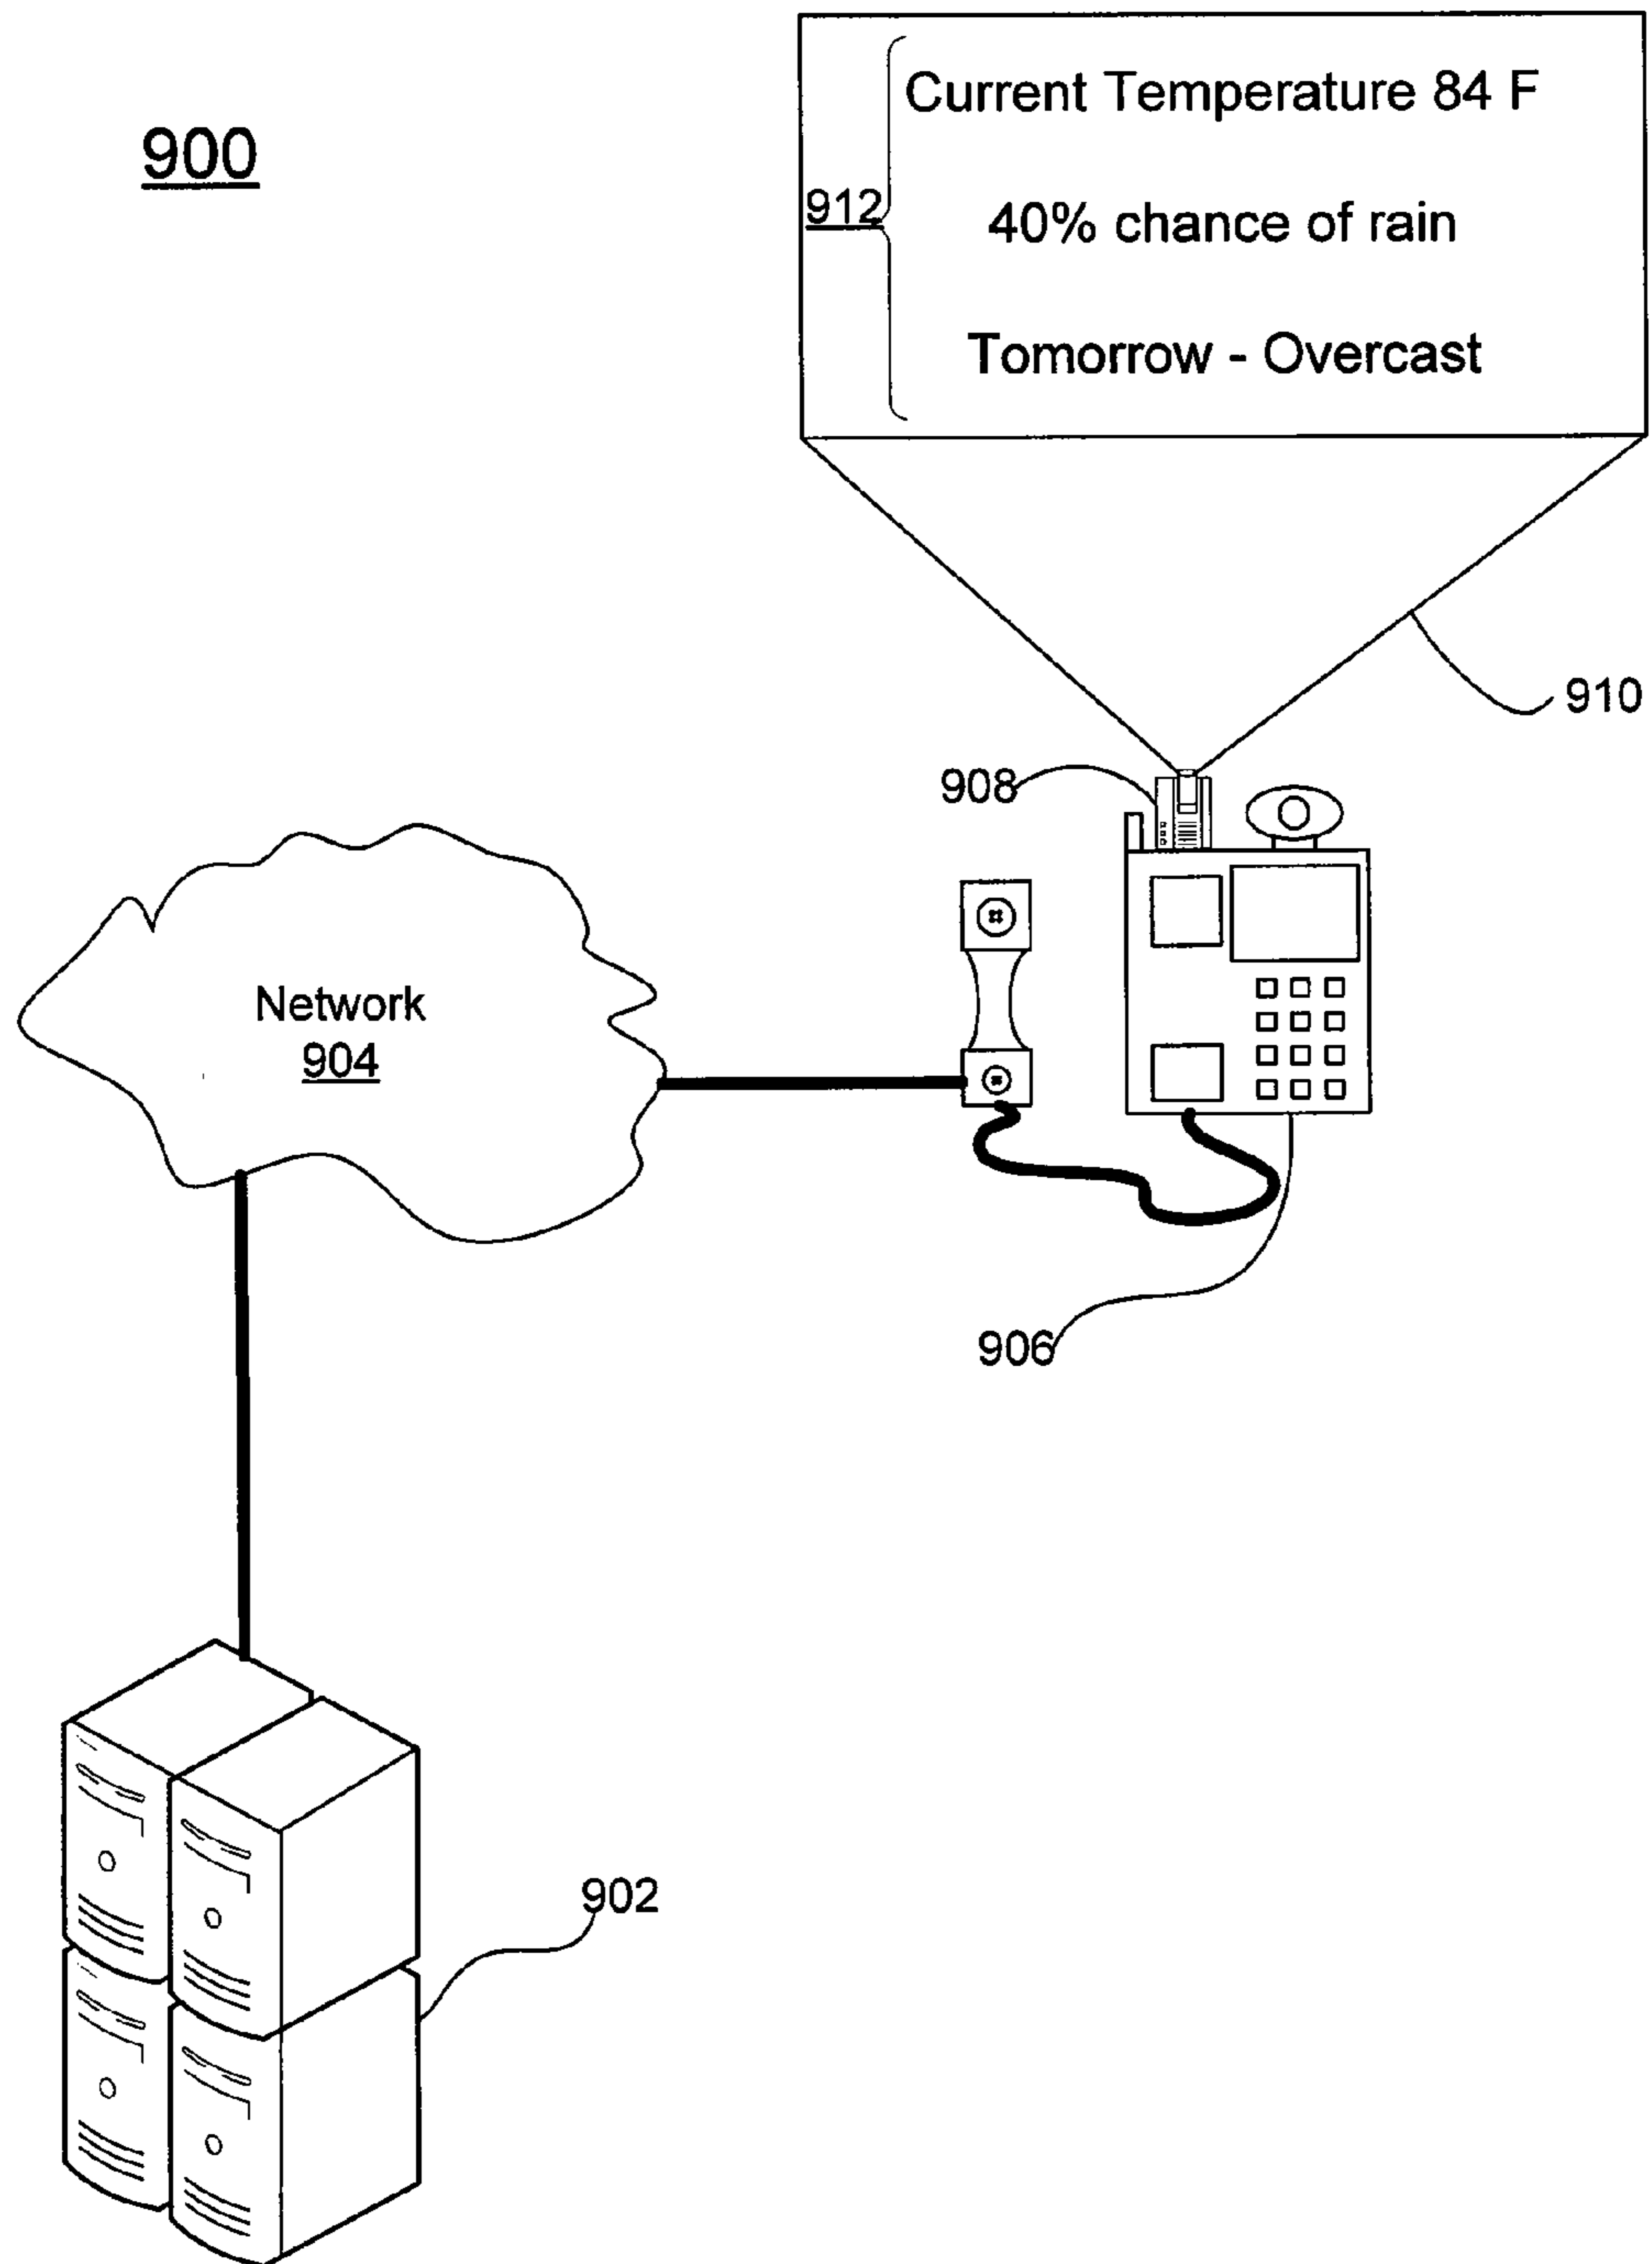 900
Current Temperature 84 F
912
40% chance of rain
Tomorrow - Overcast
910
908
Network
904
906
902